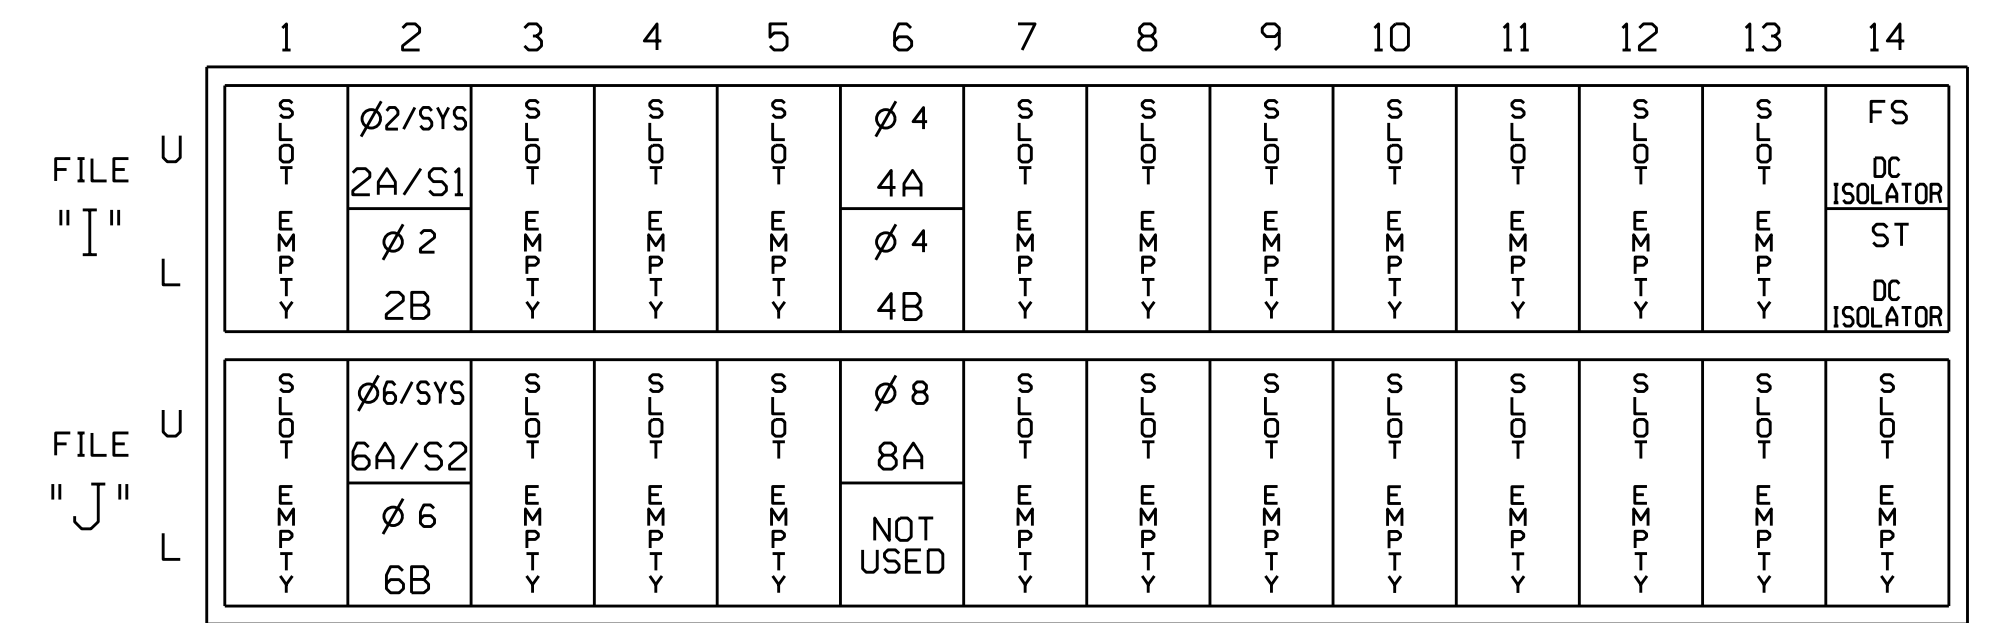 1 2 3 4 5 6 7 8 9 10 11 12 13 14
FILE "I"
U
L
SLOT EMPTY
Ø2/SYS
2A/S1
Ø 2
2B
SLOT EMPTY
SLOT EMPTY
SLOT EMPTY
Ø 4
4A
Ø 4
4B
SLOT EMPTY
SLOT EMPTY
SLOT EMPTY
SLOT EMPTY
SLOT EMPTY
SLOT EMPTY
SLOT EMPTY
FS
DC
ISOLATOR
ST
DC
ISOLATOR
FILE "J"
U
L
SLOT EMPTY
Ø6/SYS
6A/S2
Ø 6
6B
SLOT EMPTY
SLOT EMPTY
SLOT EMPTY
Ø 8
8A
NOT
USED
SLOT EMPTY
SLOT EMPTY
SLOT EMPTY
SLOT EMPTY
SLOT EMPTY
SLOT EMPTY
SLOT EMPTY
SLOT EMPTY